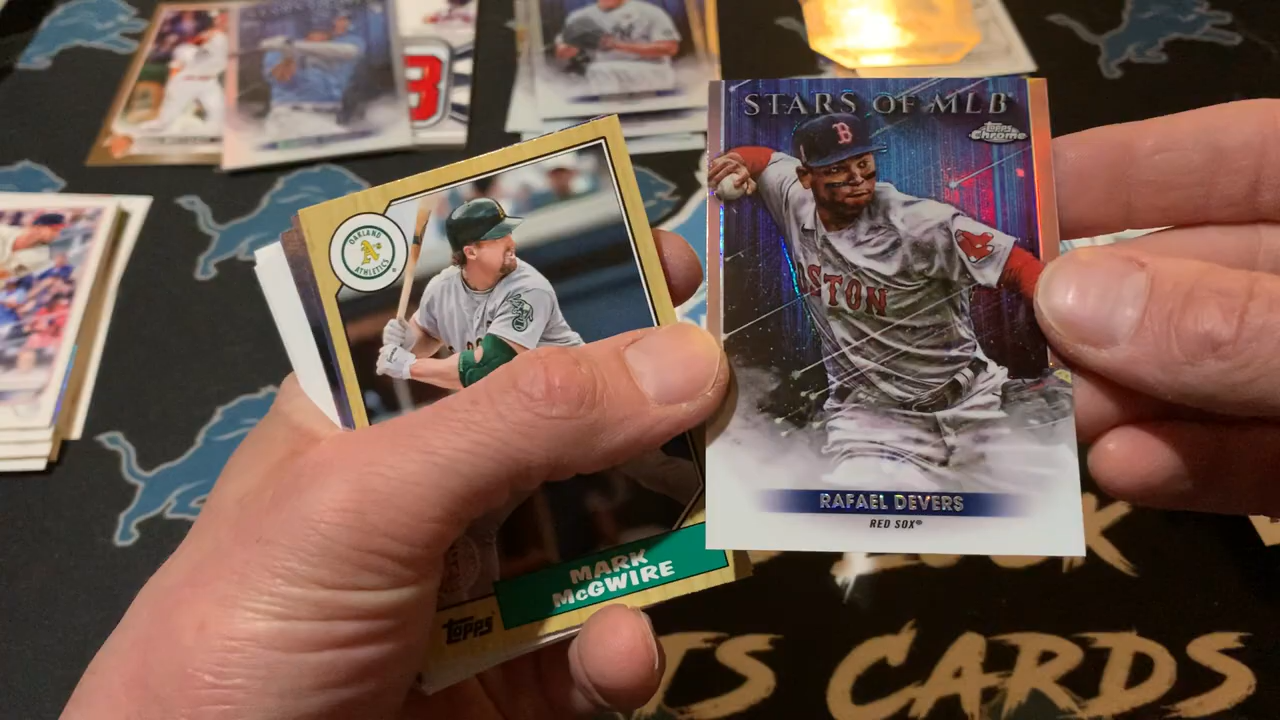 STARS OF MLB®
Topps
Chrome
B
BOSTON
RAFAEL DEVERS
RED SOX®
OAKLAND
A's
ATHLETICS
MARK
McGWIRE
Topps
B
CARDS